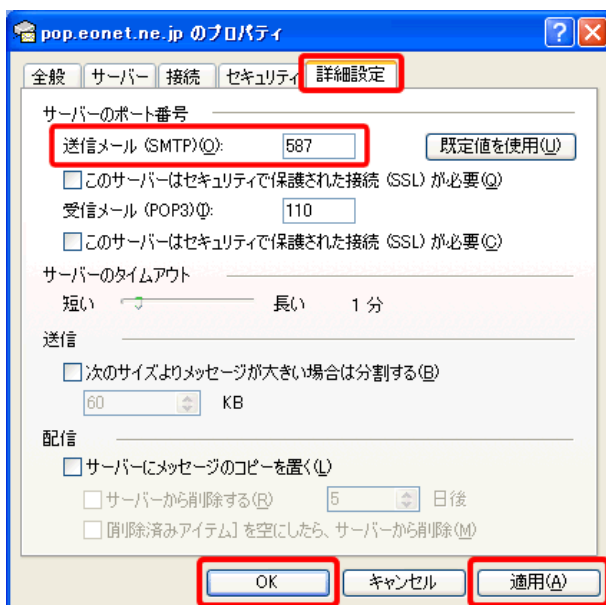 pop.eonet.ne.jp のプロパティ
全般 サーバー 接続 セキュリティ 詳細設定
サーバーのポート番号
送信メール (SMTP)(O): 587 既定値を使用(U)
このサーバーはセキュリティで保護された接続 (SSL) が必要(Q)
受信メール (POP3)(I): 110
このサーバーはセキュリティで保護された接続 (SSL) が必要(C)
サーバーのタイムアウト
短い 長い 1 分
送信
次のサイズよりメッセージが大きい場合は分割する(B)
60 KB
配信
サーバーにメッセージのコピーを置く(L)
サーバーから削除する(R) 5 日後
[削除済みアイテム] を空にしたら、サーバーから削除(M)
OK キャンセル 適用(A)